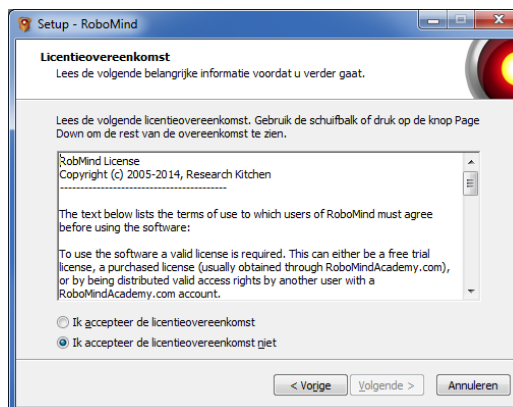 Setup - RoboMind
Licentieovereenkomst
Lees de volgende belangrijke informatie voordat u verder gaat.
Lees de volgende licentieovereenkomst. Gebruik de schuifbalk of druk op de knop Page
Down om de rest van de overeenkomst te zien.
RobMind License
Copyright (c) 2005-2014, Research Kitchen
-----------------------------------------
The text below lists the terms of use to which users of RoboMind must agree
before using the software:
To use the software a valid license is required. This can either be a free trial
license, a purchased license (usually obtained through RoboMindAcademy.com),
or by being distributed valid access rights by another user with a
RoboMindAcademy.com account.
Ik accepteer de licentieovereenkomst
Ik accepteer de licentieovereenkomst niet
< Vorige Volgende > Annuleren